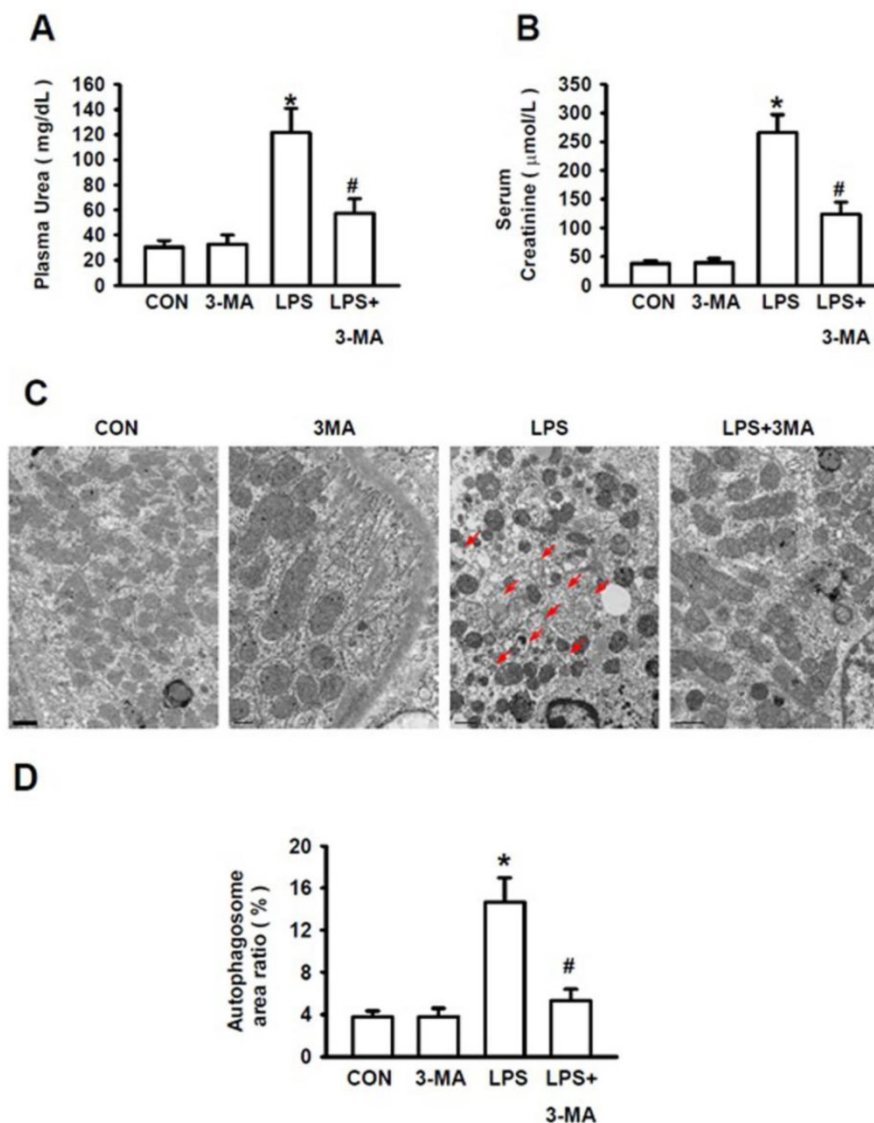 A
B
Plasma Urea ( mg/dL )
160
140
120
100
80
60
40
20
0
*
#
CON 3-MA LPS LPS+
3-MA
Serum
Creatinine ( μmol/L )
350
300
250
200
150
100
50
0
*
#
CON 3-MA LPS LPS+
3-MA
C
CON 3MA LPS LPS+3MA
D
Autophagosome
area ratio ( % )
20
16
12
8
4
0
*
#
CON 3-MA LPS LPS+
3-MA